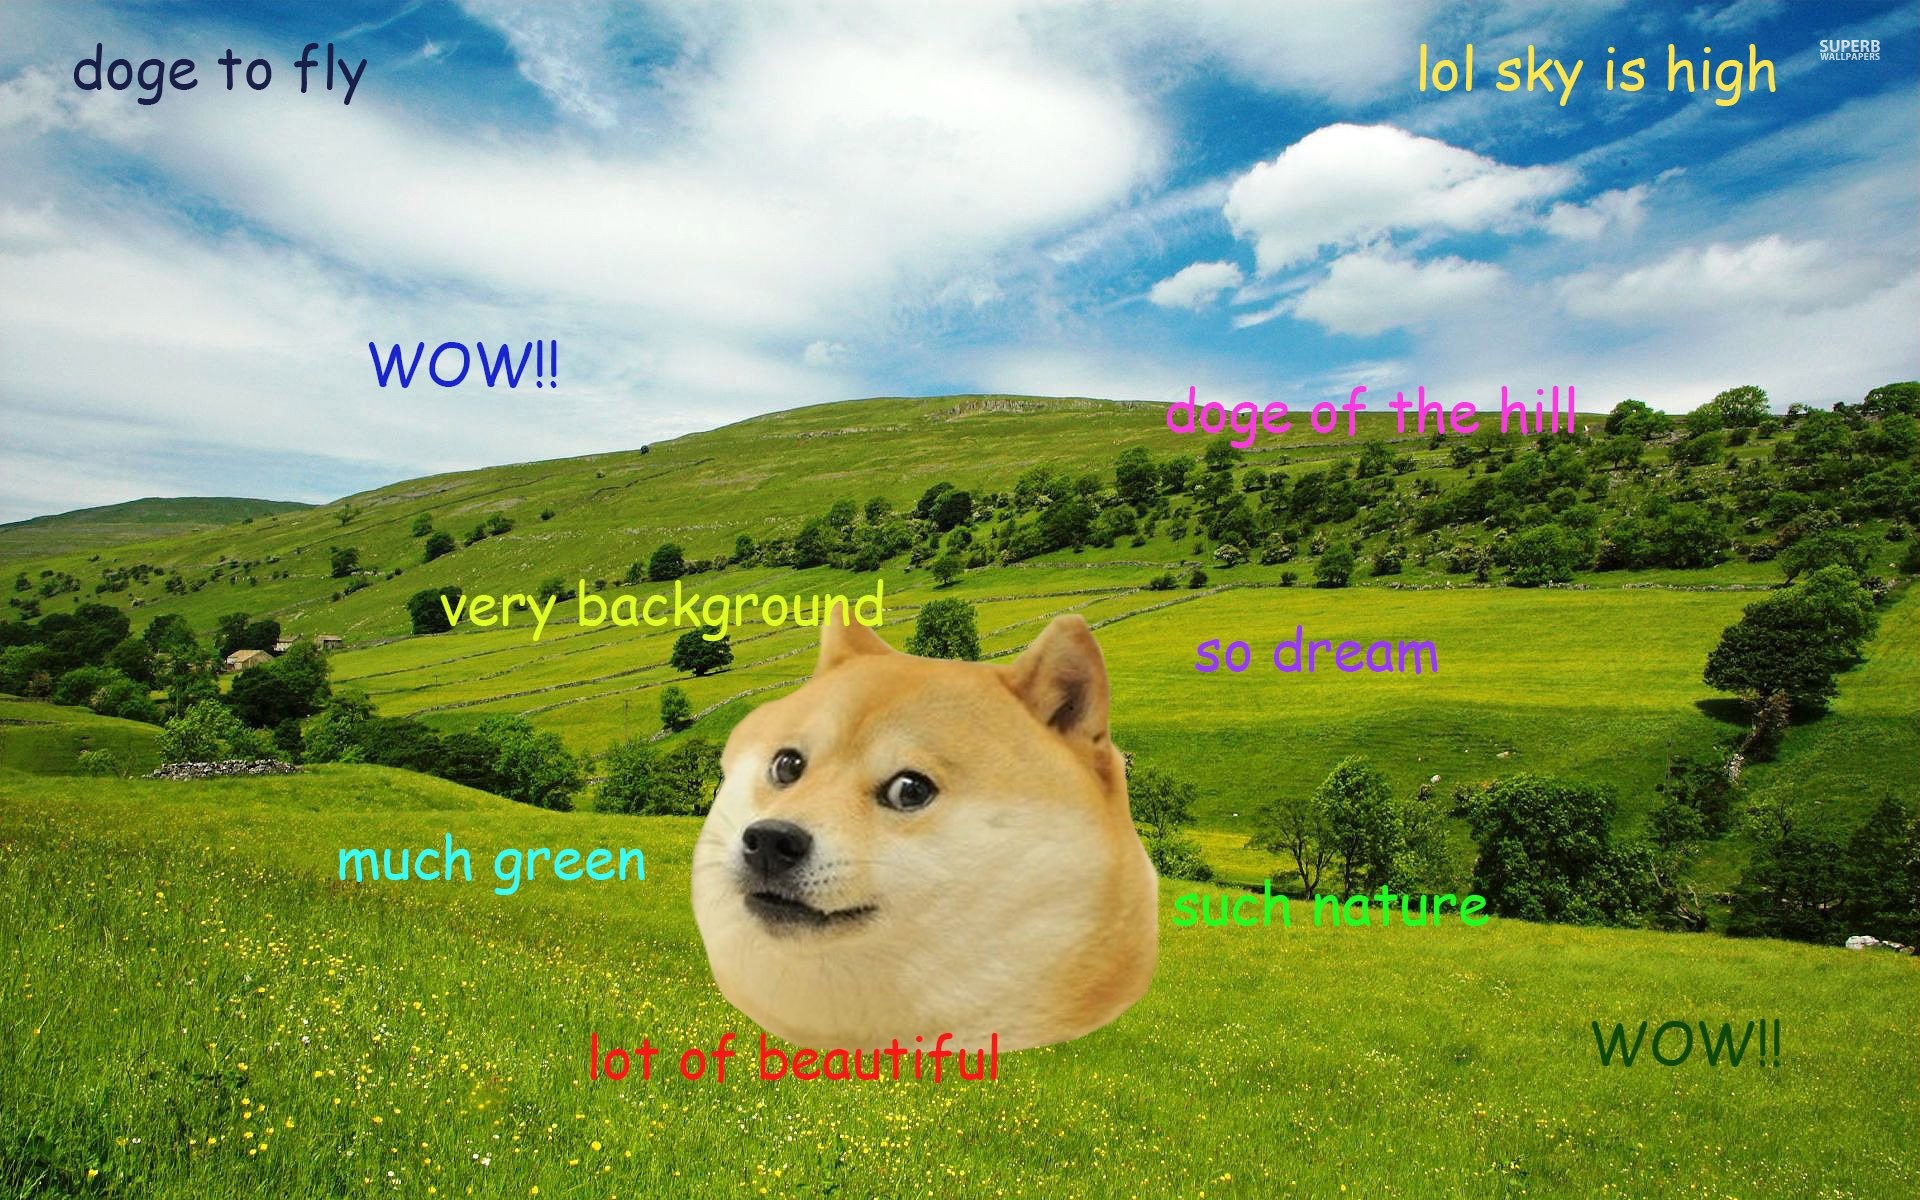 doge to fly
lol sky is high
SUPERB
WALLPAPERS
WOW!!
doge of the hill
very background
so dream
much green
such nature
lot of beautiful
WOW!!